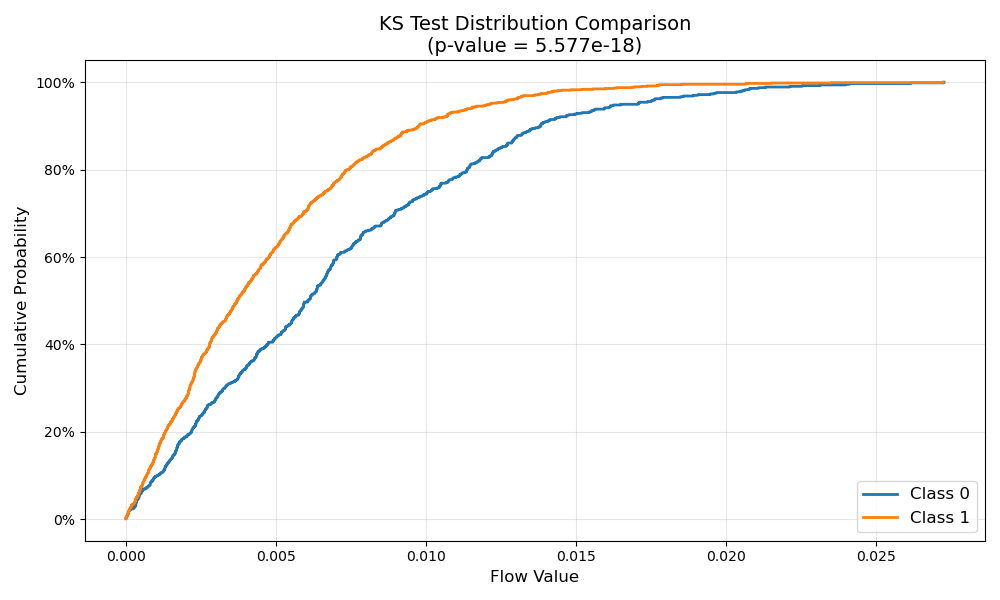 KS Test Distribution Comparison
(p-value = 5.577e-18)
Cumulative Probability
100%
80%
60%
40%
20%
0%
0.000 0.005 0.010 0.015 0.020 0.025
Flow Value
Class 0
Class 1